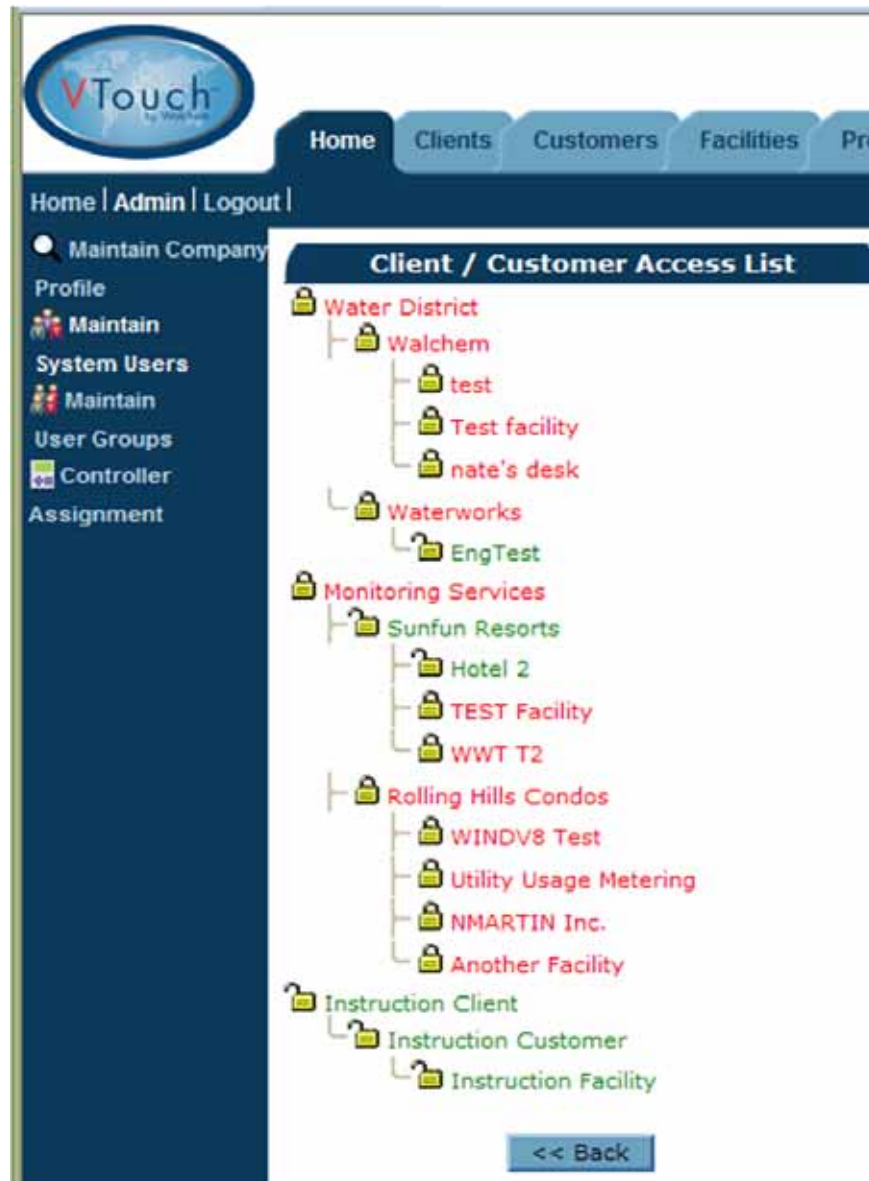 VTouch
by Walchem
Home Clients Customers Facilities Pr
Home | Admin | Logout |
Maintain Company
Profile
Maintain
System Users
Maintain
User Groups
Controller
Assignment
Client / Customer Access List
Water District
Walchem
test
Test facility
nate's desk
Waterworks
EngTest
Monitoring Services
Sunfun Resorts
Hotel 2
TEST Facility
WWT T2
Rolling Hills Condos
WINDV8 Test
Utility Usage Metering
NMARTIN Inc.
Another Facility
Instruction Client
Instruction Customer
Instruction Facility
<< Back